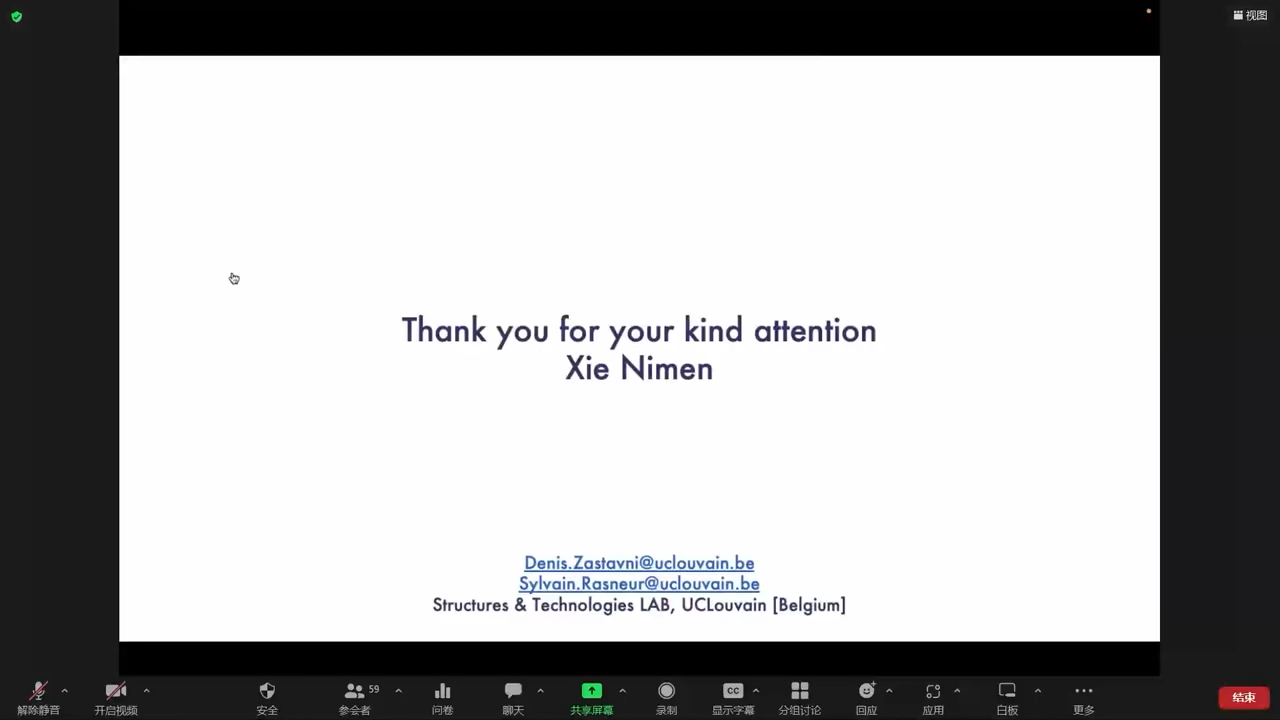 视图
Thank you for your kind attention
Xie Nimen
Denis.Zastavni@uclouvain.be
Sylvain.Rasneur@uclouvain.be
Structures & Technologies LAB, UCLouvain [Belgium]
59
CC
解除静音 开启视频 安全 参会者 问卷 聊天 共享屏幕 录制 显示字幕 分组讨论 回应 应用 白板 更多 结束